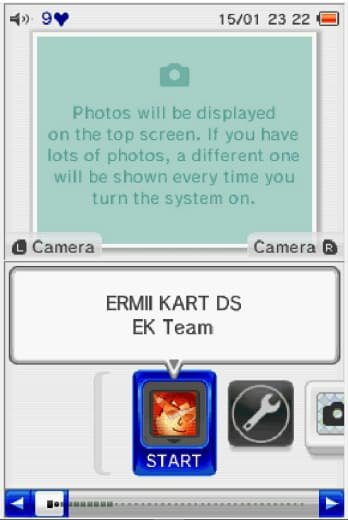 9 15/01 23 22
Photos will be displayed
on the top screen. If you have
lots of photos, a different one
will be shown every time you
turn the system on.
L Camera Camera R
ERMII KART DS
EK Team
START